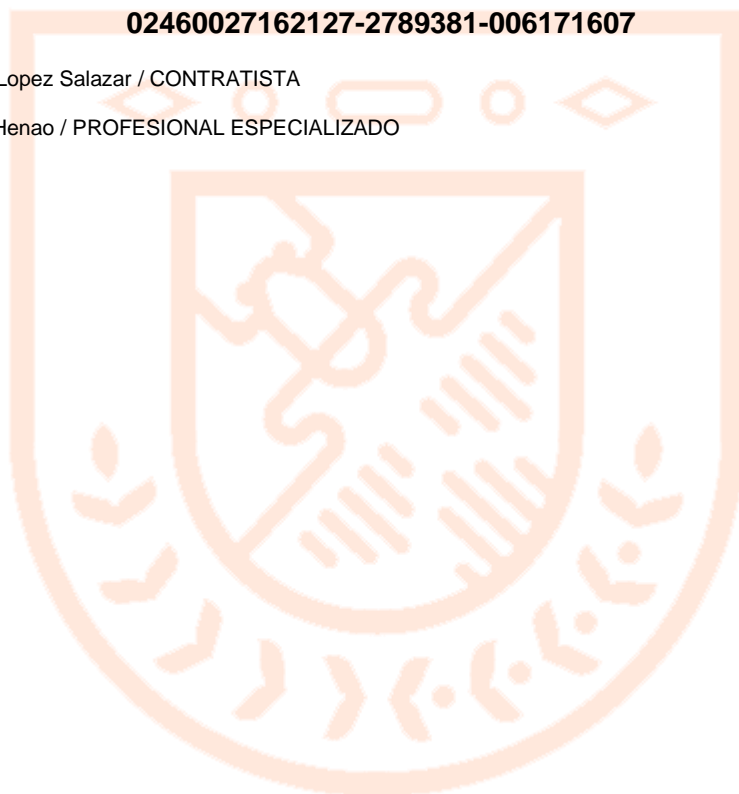 02460027162127-2789381-006171607
Lopez Salazar / CONTRATISTA
Henao / PROFESIONAL ESPECIALIZADO